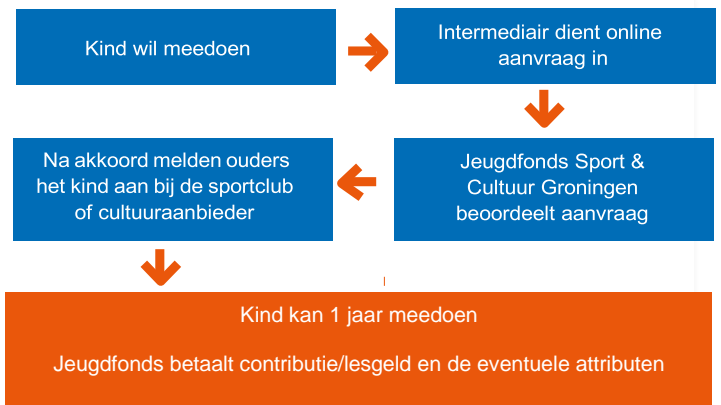 Kind wil meedoen
Intermediair dient online
aanvraag in
Jeugdfonds Sport &
Cultuur Groningen
beoordeelt aanvraag
Na akkoord melden ouders
het kind aan bij de sportclub
of cultuuraanbieder
Kind kan 1 jaar meedoen
Jeugdfonds betaalt contributie/lesgeld en de eventuele attributen